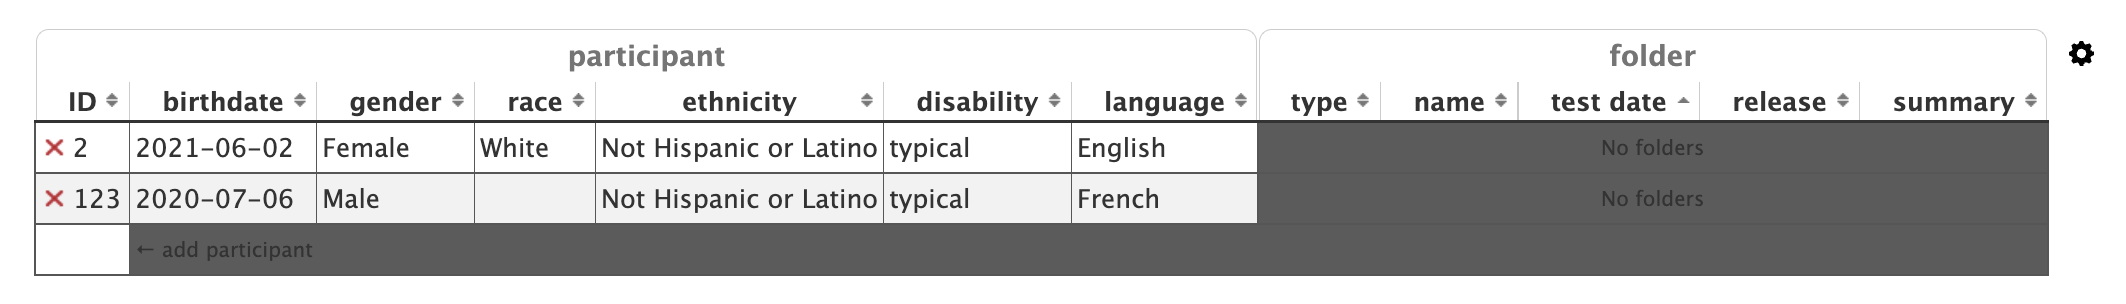 participant folder
ID birthdate gender race ethnicity disability language type name test date release summary
2 2021-06-02 Female White Not Hispanic or Latino typical English No folders
123 2020-07-06 Male Not Hispanic or Latino typical French No folders
← add participant